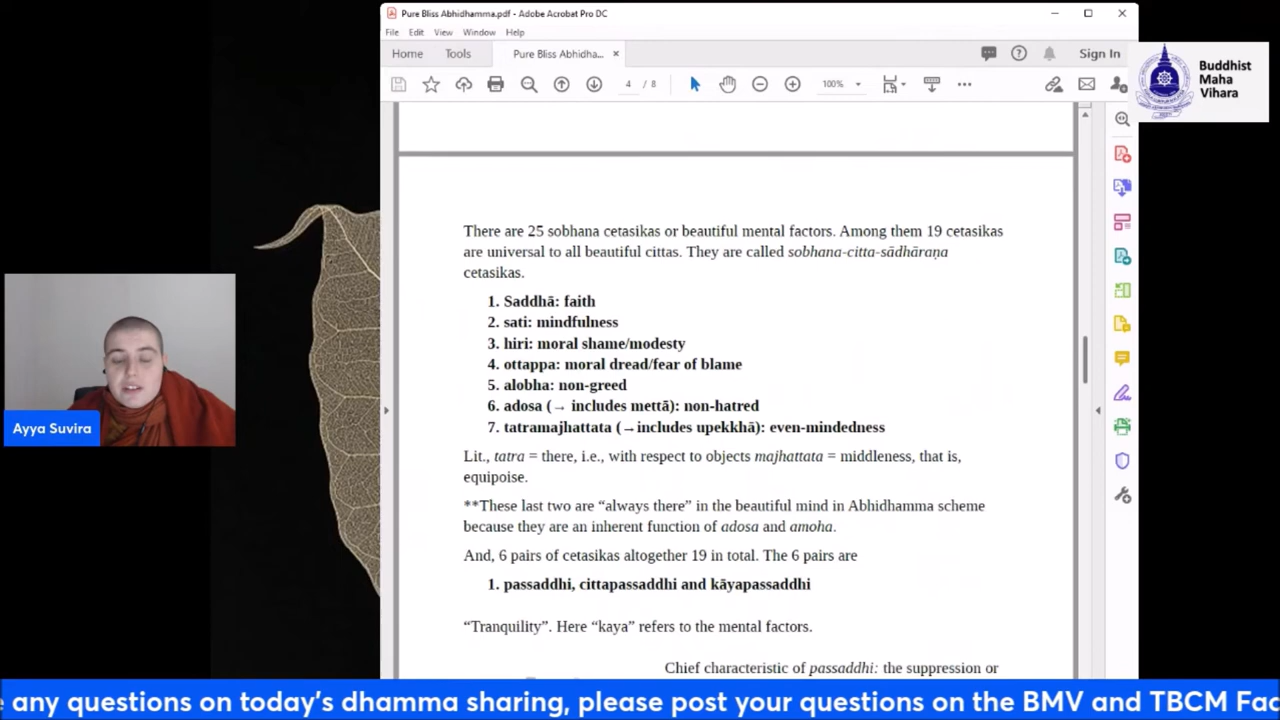 Pure Bliss Abhidhamma.pdf - Adobe Acrobat Pro DC
File Edit View Window Help
Home Tools Pure Bliss Abhidha... × Sign In
4 / 8 100%
Buddhist
Maha
Vihara
There are 25 sobhana cetasikas or beautiful mental factors. Among them 19 cetasikas
are universal to all beautiful cittas. They are called sobhana-citta-sādhāraṇa
cetasikas.
1. Saddhā: faith
2. sati: mindfulness
3. hiri: moral shame/modesty
4. ottappa: moral dread/fear of blame
5. alobha: non-greed
6. adosa (→ includes mettā): non-hatred
7. tatramajhattata (→includes upekkhā): even-mindedness
Lit., tatra = there, i.e., with respect to objects majhattata = middleness, that is,
equipoise.
**These last two are “always there” in the beautiful mind in Abhidhamma scheme
because they are an inherent function of adosa and amoha.
And, 6 pairs of cetasikas altogether 19 in total. The 6 pairs are
1. passaddhi, cittapassaddhi and kāyapassaddhi
“Tranquility”. Here “kaya” refers to the mental factors.
Chief characteristic of passaddhi: the suppression or
Ayya Suvira
e any questions on today's dhamma sharing, please post your questions on the BMV and TBCM Fac